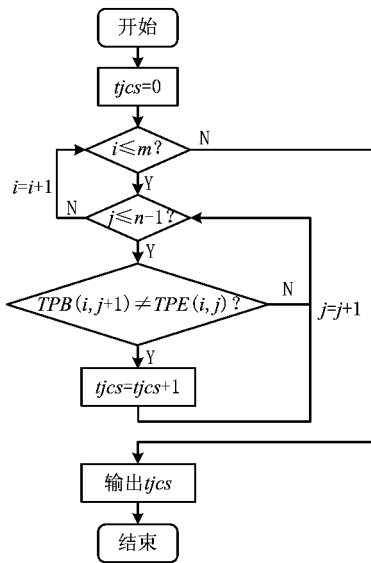 开始
tjcs=0
i≤m?
N
Y
i=i+1
N
j≤n-1?
Y
TPB(i,j+1)≠TPE(i,j)?
N
j=j+1
Y
tjcs=tjcs+1
输出tjcs
结束